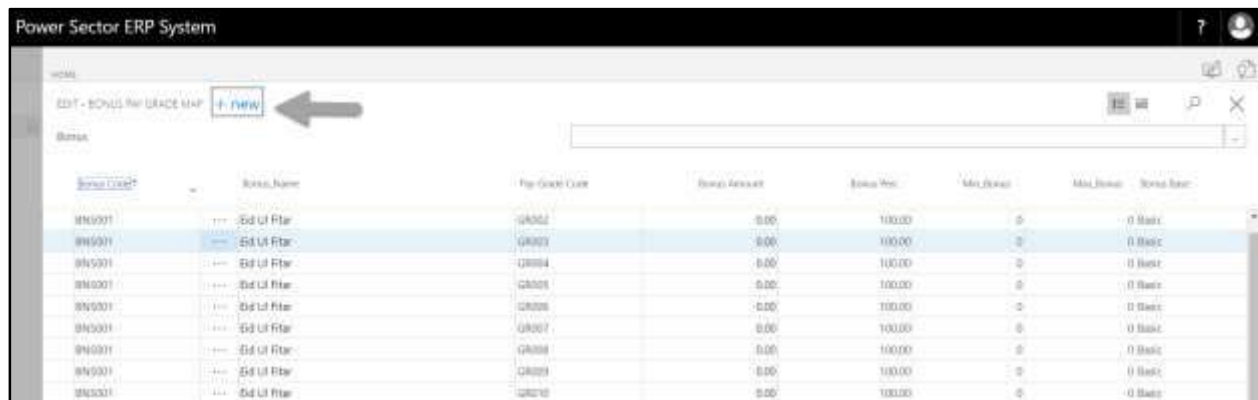 Power Sector ERP System ?
HOME
EDIT - BONUS PAY GRADE MAP + new
Bonus
Bonus Code Bonus_Name Pay Grade Code Bonus Amount Bonus Perc Min_Bonus Max_Bonus Bonus Base
BNS001 ... Eid Ul Fitar GR002 0.00 100.00 0 0 Basic
BNS001 ... Eid Ul Fitar GR003 0.00 100.00 0 0 Basic
BNS001 ... Eid Ul Fitar GR004 0.00 100.00 0 0 Basic
BNS001 ... Eid Ul Fitar GR005 0.00 100.00 0 0 Basic
BNS001 ... Eid Ul Fitar GR006 0.00 100.00 0 0 Basic
BNS001 ... Eid Ul Fitar GR007 0.00 100.00 0 0 Basic
BNS001 ... Eid Ul Fitar GR008 0.00 100.00 0 0 Basic
BNS001 ... Eid Ul Fitar GR009 0.00 100.00 0 0 Basic
BNS001 ... Eid Ul Fitar GR010 0.00 100.00 0 0 Basic